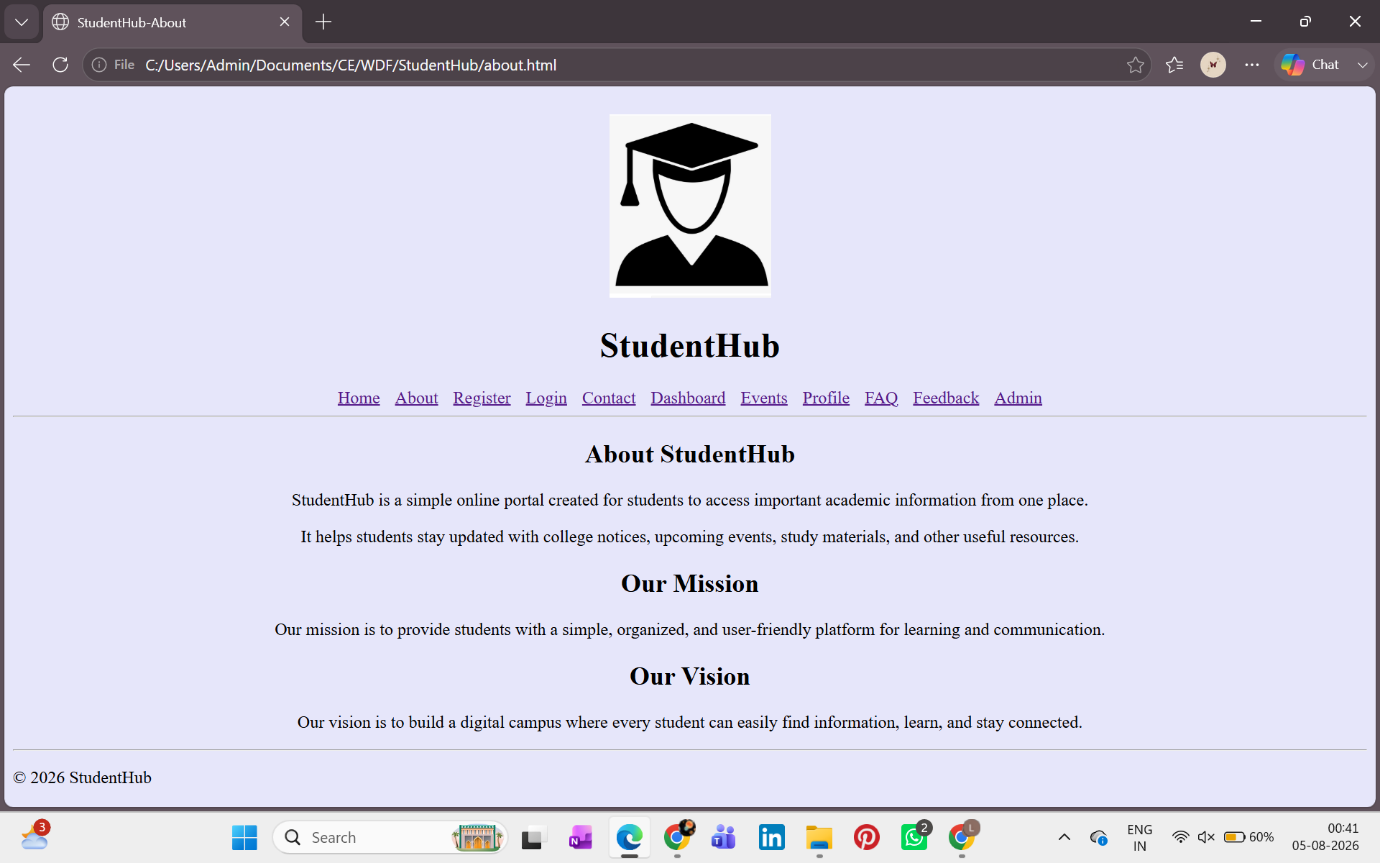 StudentHub-About
File C:/Users/Admin/Documents/CE/WDF/StudentHub/about.html
Chat
StudentHub
Home About Register Login Contact Dashboard Events Profile FAQ Feedback Admin
About StudentHub
StudentHub is a simple online portal created for students to access important academic information from one place.
It helps students stay updated with college notices, upcoming events, study materials, and other useful resources.
Our Mission
Our mission is to provide students with a simple, organized, and user-friendly platform for learning and communication.
Our Vision
Our vision is to build a digital campus where every student can easily find information, learn, and stay connected.
© 2026 StudentHub
3
Search
N
T
in
2
L
ENG
IN
60%
00:41
05-08-2026